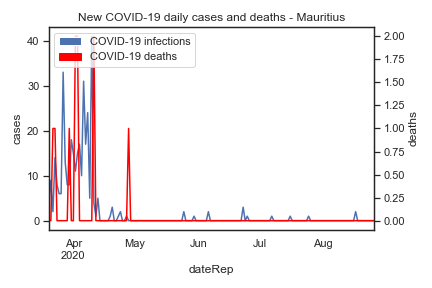 New COVID-19 daily cases and deaths - Mauritius
COVID-19 infections
COVID-19 deaths
cases
40
30
20
10
0
deaths
2.00
1.75
1.50
1.25
1.00
0.75
0.50
0.25
0.00
Apr
2020
May
Jun
Jul
Aug
dateRep